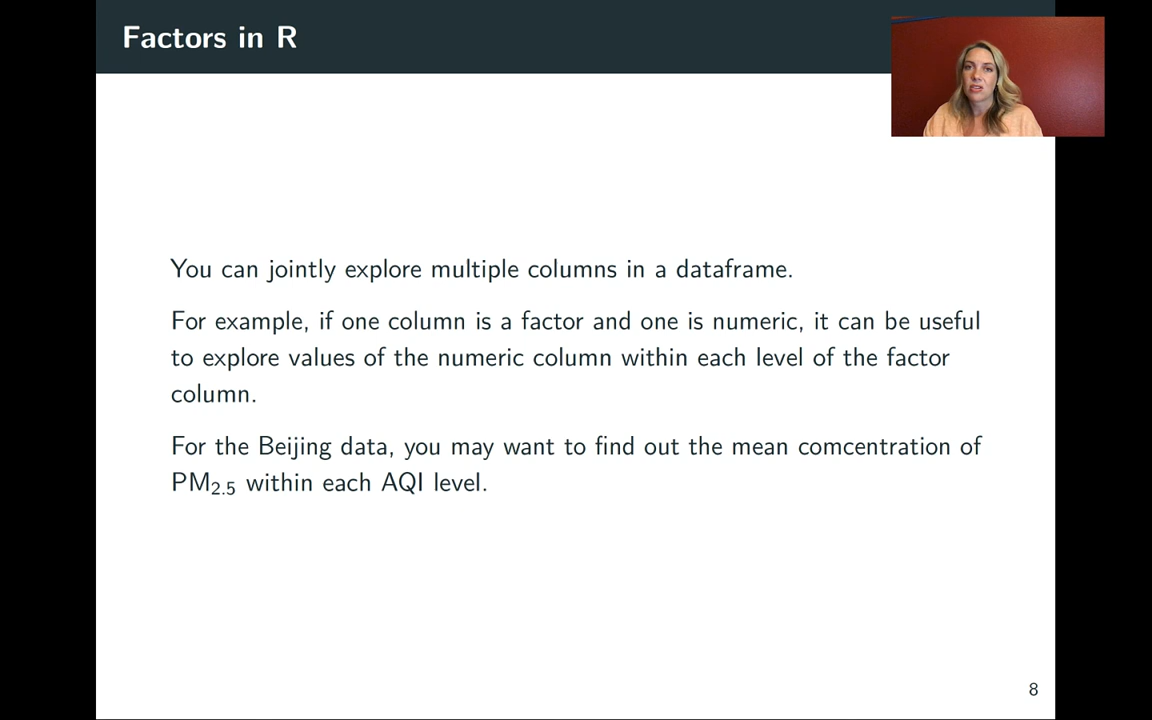 Factors in R
You can jointly explore multiple columns in a dataframe.
For example, if one column is a factor and one is numeric, it can be useful
to explore values of the numeric column within each level of the factor
column.
For the Beijing data, you may want to find out the mean comcentration of
PM₂.₅ within each AQI level.
8